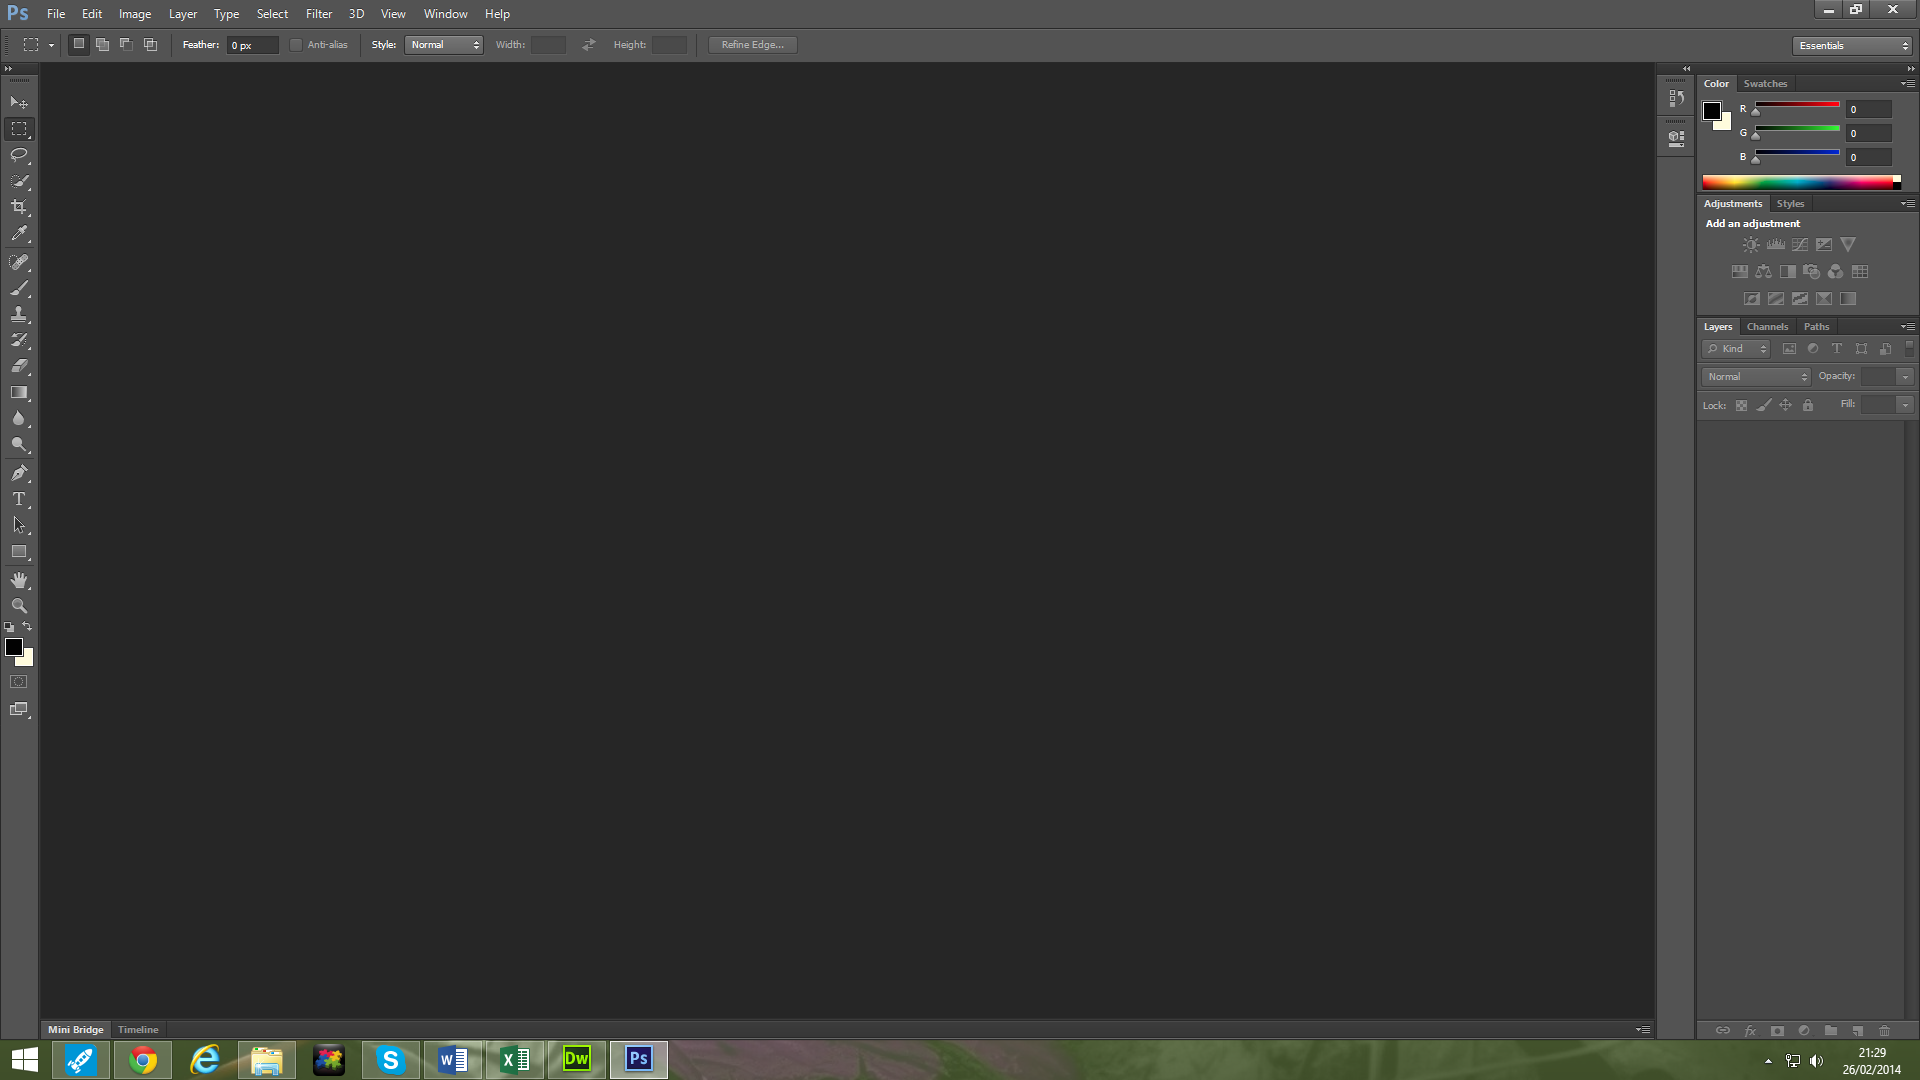 Ps File Edit Image Layer Type Select Filter 3D View Window Help
Feather: 0 px Anti-alias Style: Normal Width: Height: Refine Edge... Essentials
Color Swatches
R 0
G 0
B 0
Adjustments Styles
Add an adjustment
Layers Channels Paths
Kind T
Normal Opacity:
Lock: Fill:
T
fx
Mini Bridge Timeline
S W X Dw Ps
21:29
26/02/2014